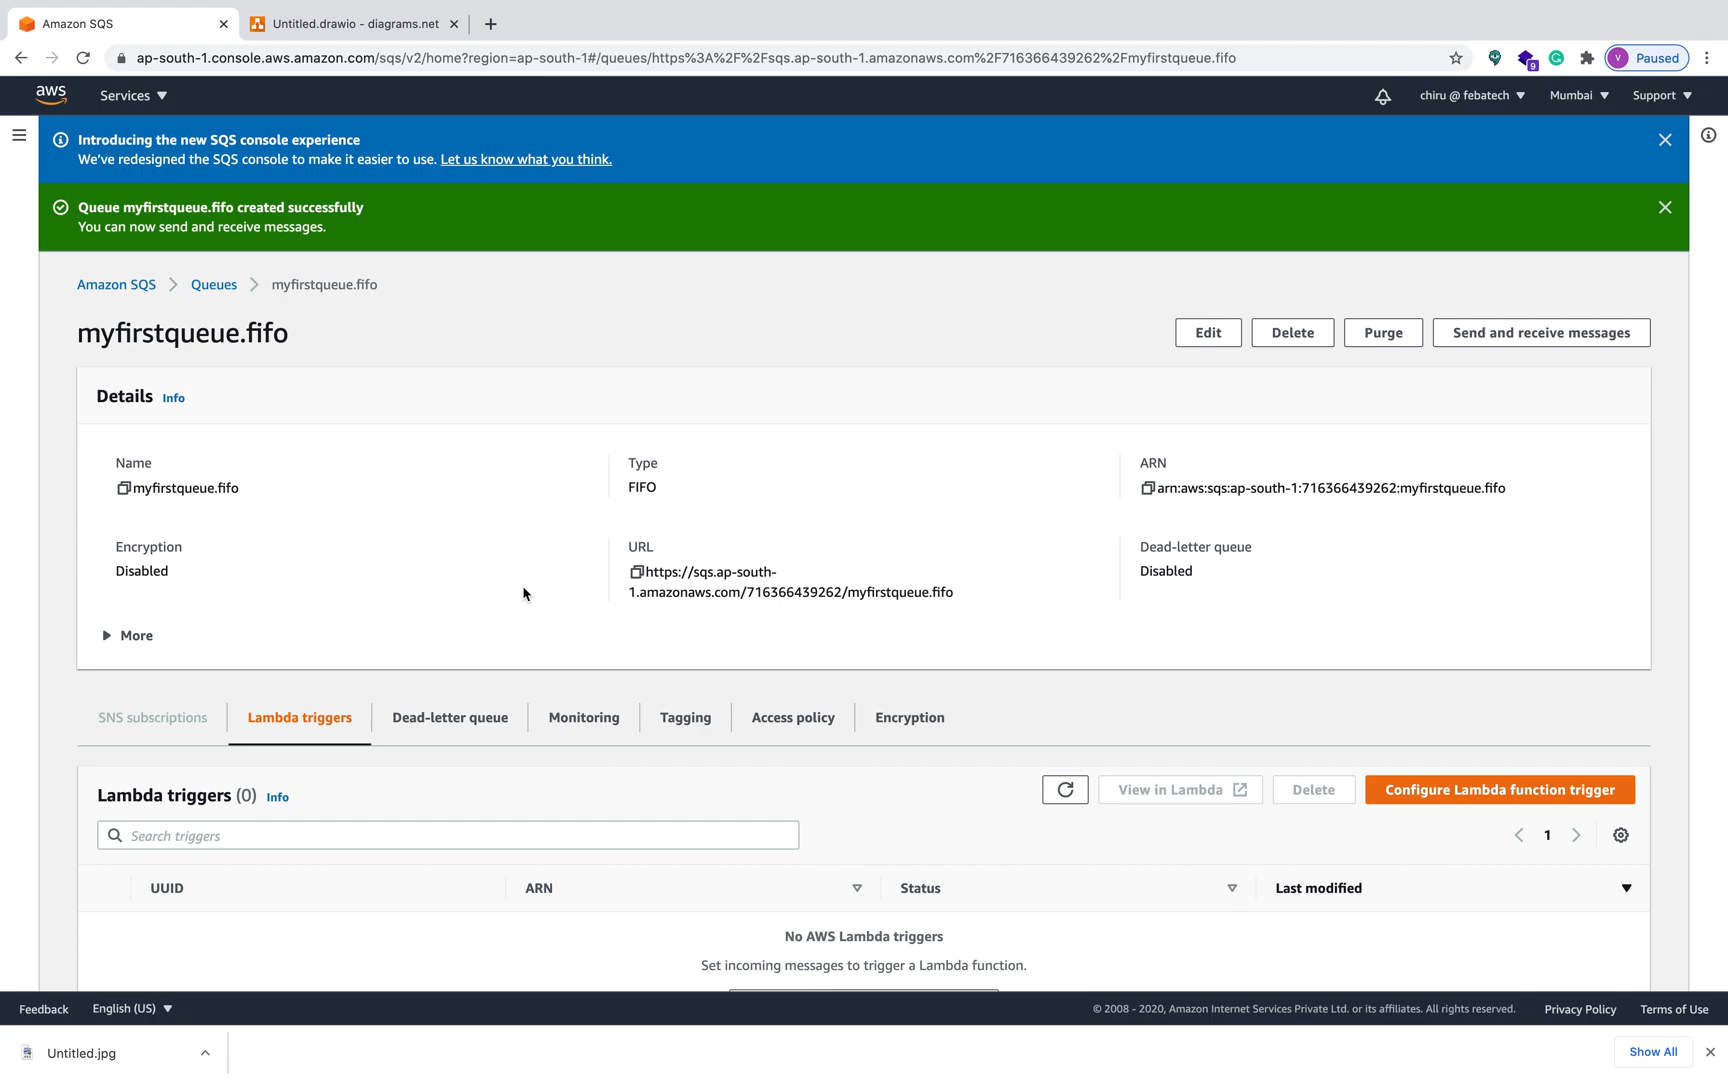 Amazon SQS
Untitled.drawio - diagrams.net
ap-south-1.console.aws.amazon.com/sqs/v2/home?region=ap-south-1#/queues/https%3A%2F%2Fsqs.ap-south-1.amazonaws.com%2F716366439262%2Fmyfirstqueue.fifo
9
V
Paused
aws
Services
chiru @ febatech
Mumbai
Support
Introducing the new SQS console experience
We've redesigned the SQS console to make it easier to use. Let us know what you think.
Queue myfirstqueue.fifo created successfully
You can now send and receive messages.
Amazon SQS
Queues
myfirstqueue.fifo
myfirstqueue.fifo
Edit
Delete
Purge
Send and receive messages
Details Info
Name
myfirstqueue.fifo
Type
FIFO
ARN
arn:aws:sqs:ap-south-1:716366439262:myfirstqueue.fifo
Encryption
Disabled
URL
https://sqs.ap-south-
1.amazonaws.com/716366439262/myfirstqueue.fifo
Dead-letter queue
Disabled
More
SNS subscriptions
Lambda triggers
Dead-letter queue
Monitoring
Tagging
Access policy
Encryption
Lambda triggers (0) Info
View in Lambda
Delete
Configure Lambda function trigger
Search triggers
1
UUID
ARN
Status
Last modified
No AWS Lambda triggers
Set incoming messages to trigger a Lambda function.
Feedback
English (US)
© 2008 - 2020, Amazon Internet Services Private Ltd. or its affiliates. All rights reserved.
Privacy Policy
Terms of Use
Untitled.jpg
Show All